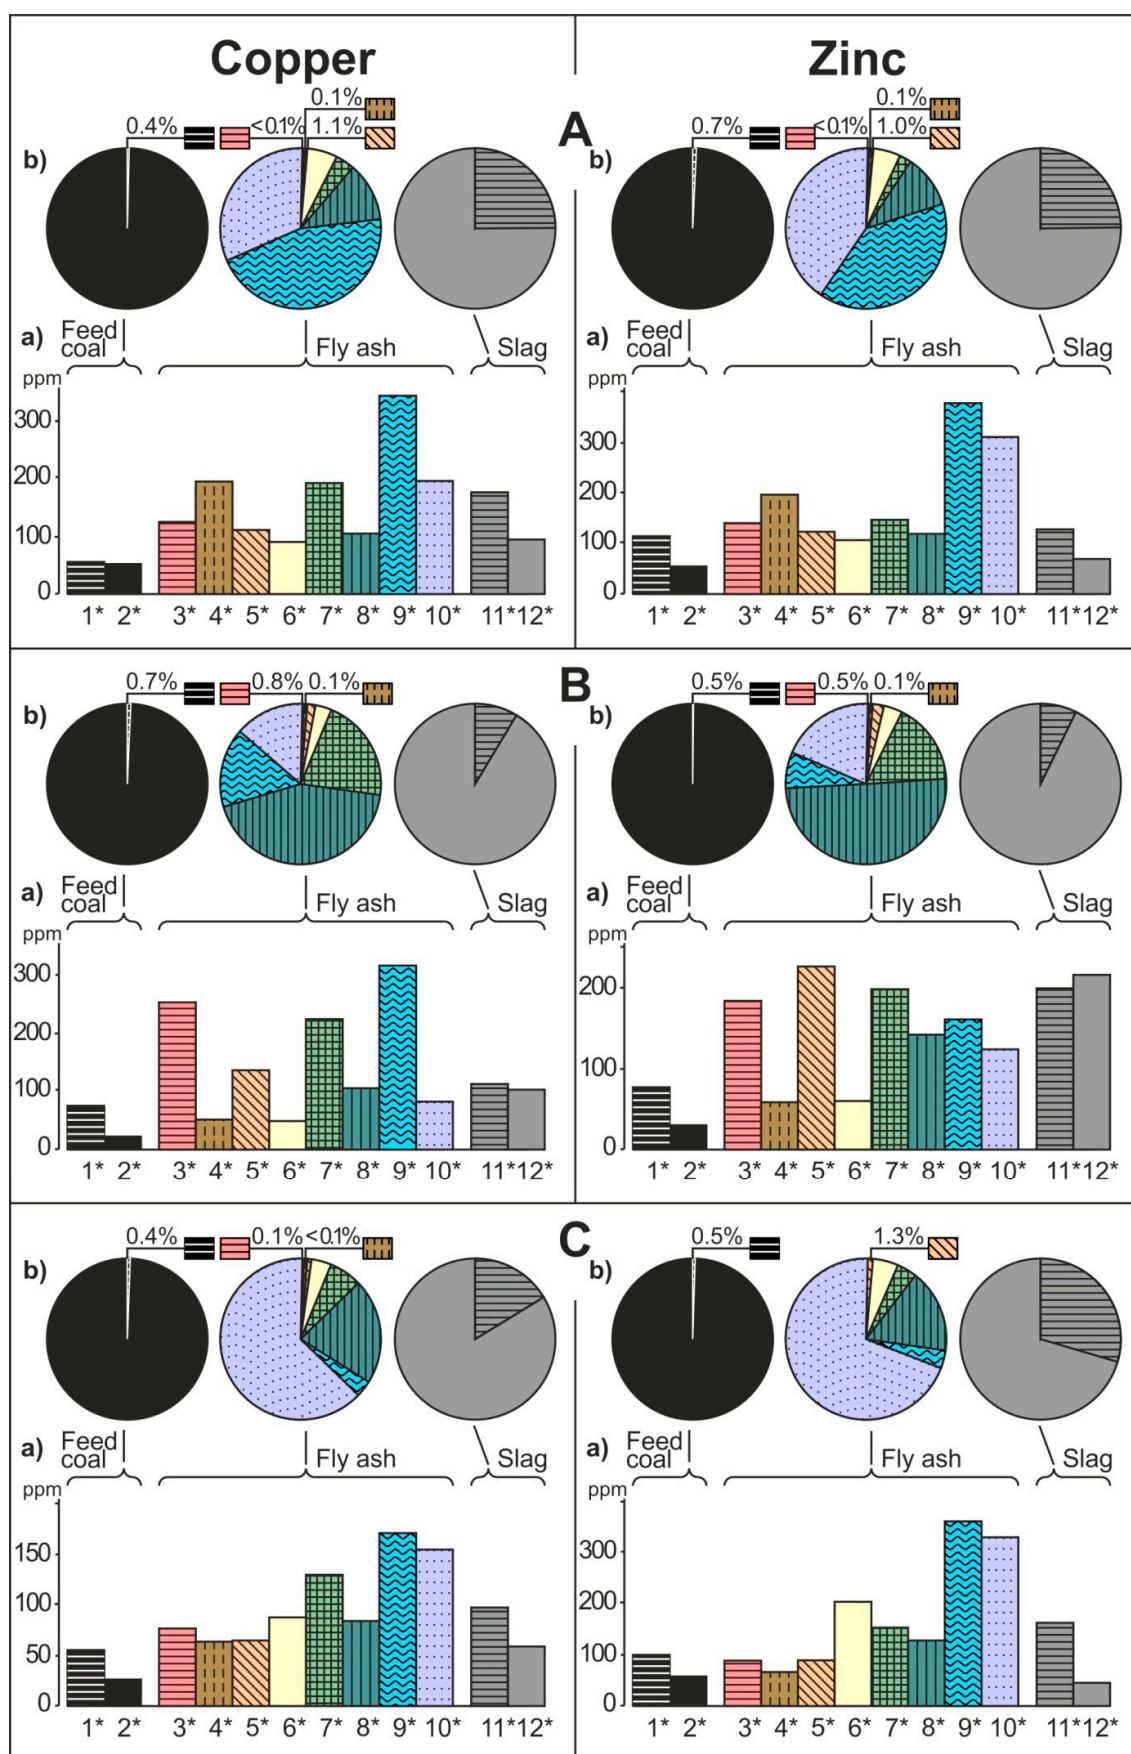 Copper Zinc
A
0.1% 0.1%
0.4% <0.1% 1.1% 0.7% <0.1% 1.0%
b) b)
a) Feed coal Fly ash Slag a) Feed coal Fly ash Slag
ppm ppm
300 300
200 200
100 100
0 0
1* 2* 3* 4* 5* 6* 7* 8* 9* 10* 11* 12* 1* 2* 3* 4* 5* 6* 7* 8* 9* 10* 11* 12*
B
0.7% 0.8% 0.1% 0.5% 0.5% 0.1%
b) b)
a) Feed coal Fly ash Slag a) Feed coal Fly ash Slag
ppm ppm
300 200
200 100
100 0
0
1* 2* 3* 4* 5* 6* 7* 8* 9* 10* 11* 12* 1* 2* 3* 4* 5* 6* 7* 8* 9* 10* 11* 12*
C
0.4% 0.1% <0.1% 0.5% 1.3%
b) b)
a) Feed coal Fly ash Slag a) Feed coal Fly ash Slag
ppm ppm
150 300
100 200
50 100
0 0
1* 2* 3* 4* 5* 6* 7* 8* 9* 10* 11* 12* 1* 2* 3* 4* 5* 6* 7* 8* 9* 10* 11* 12*